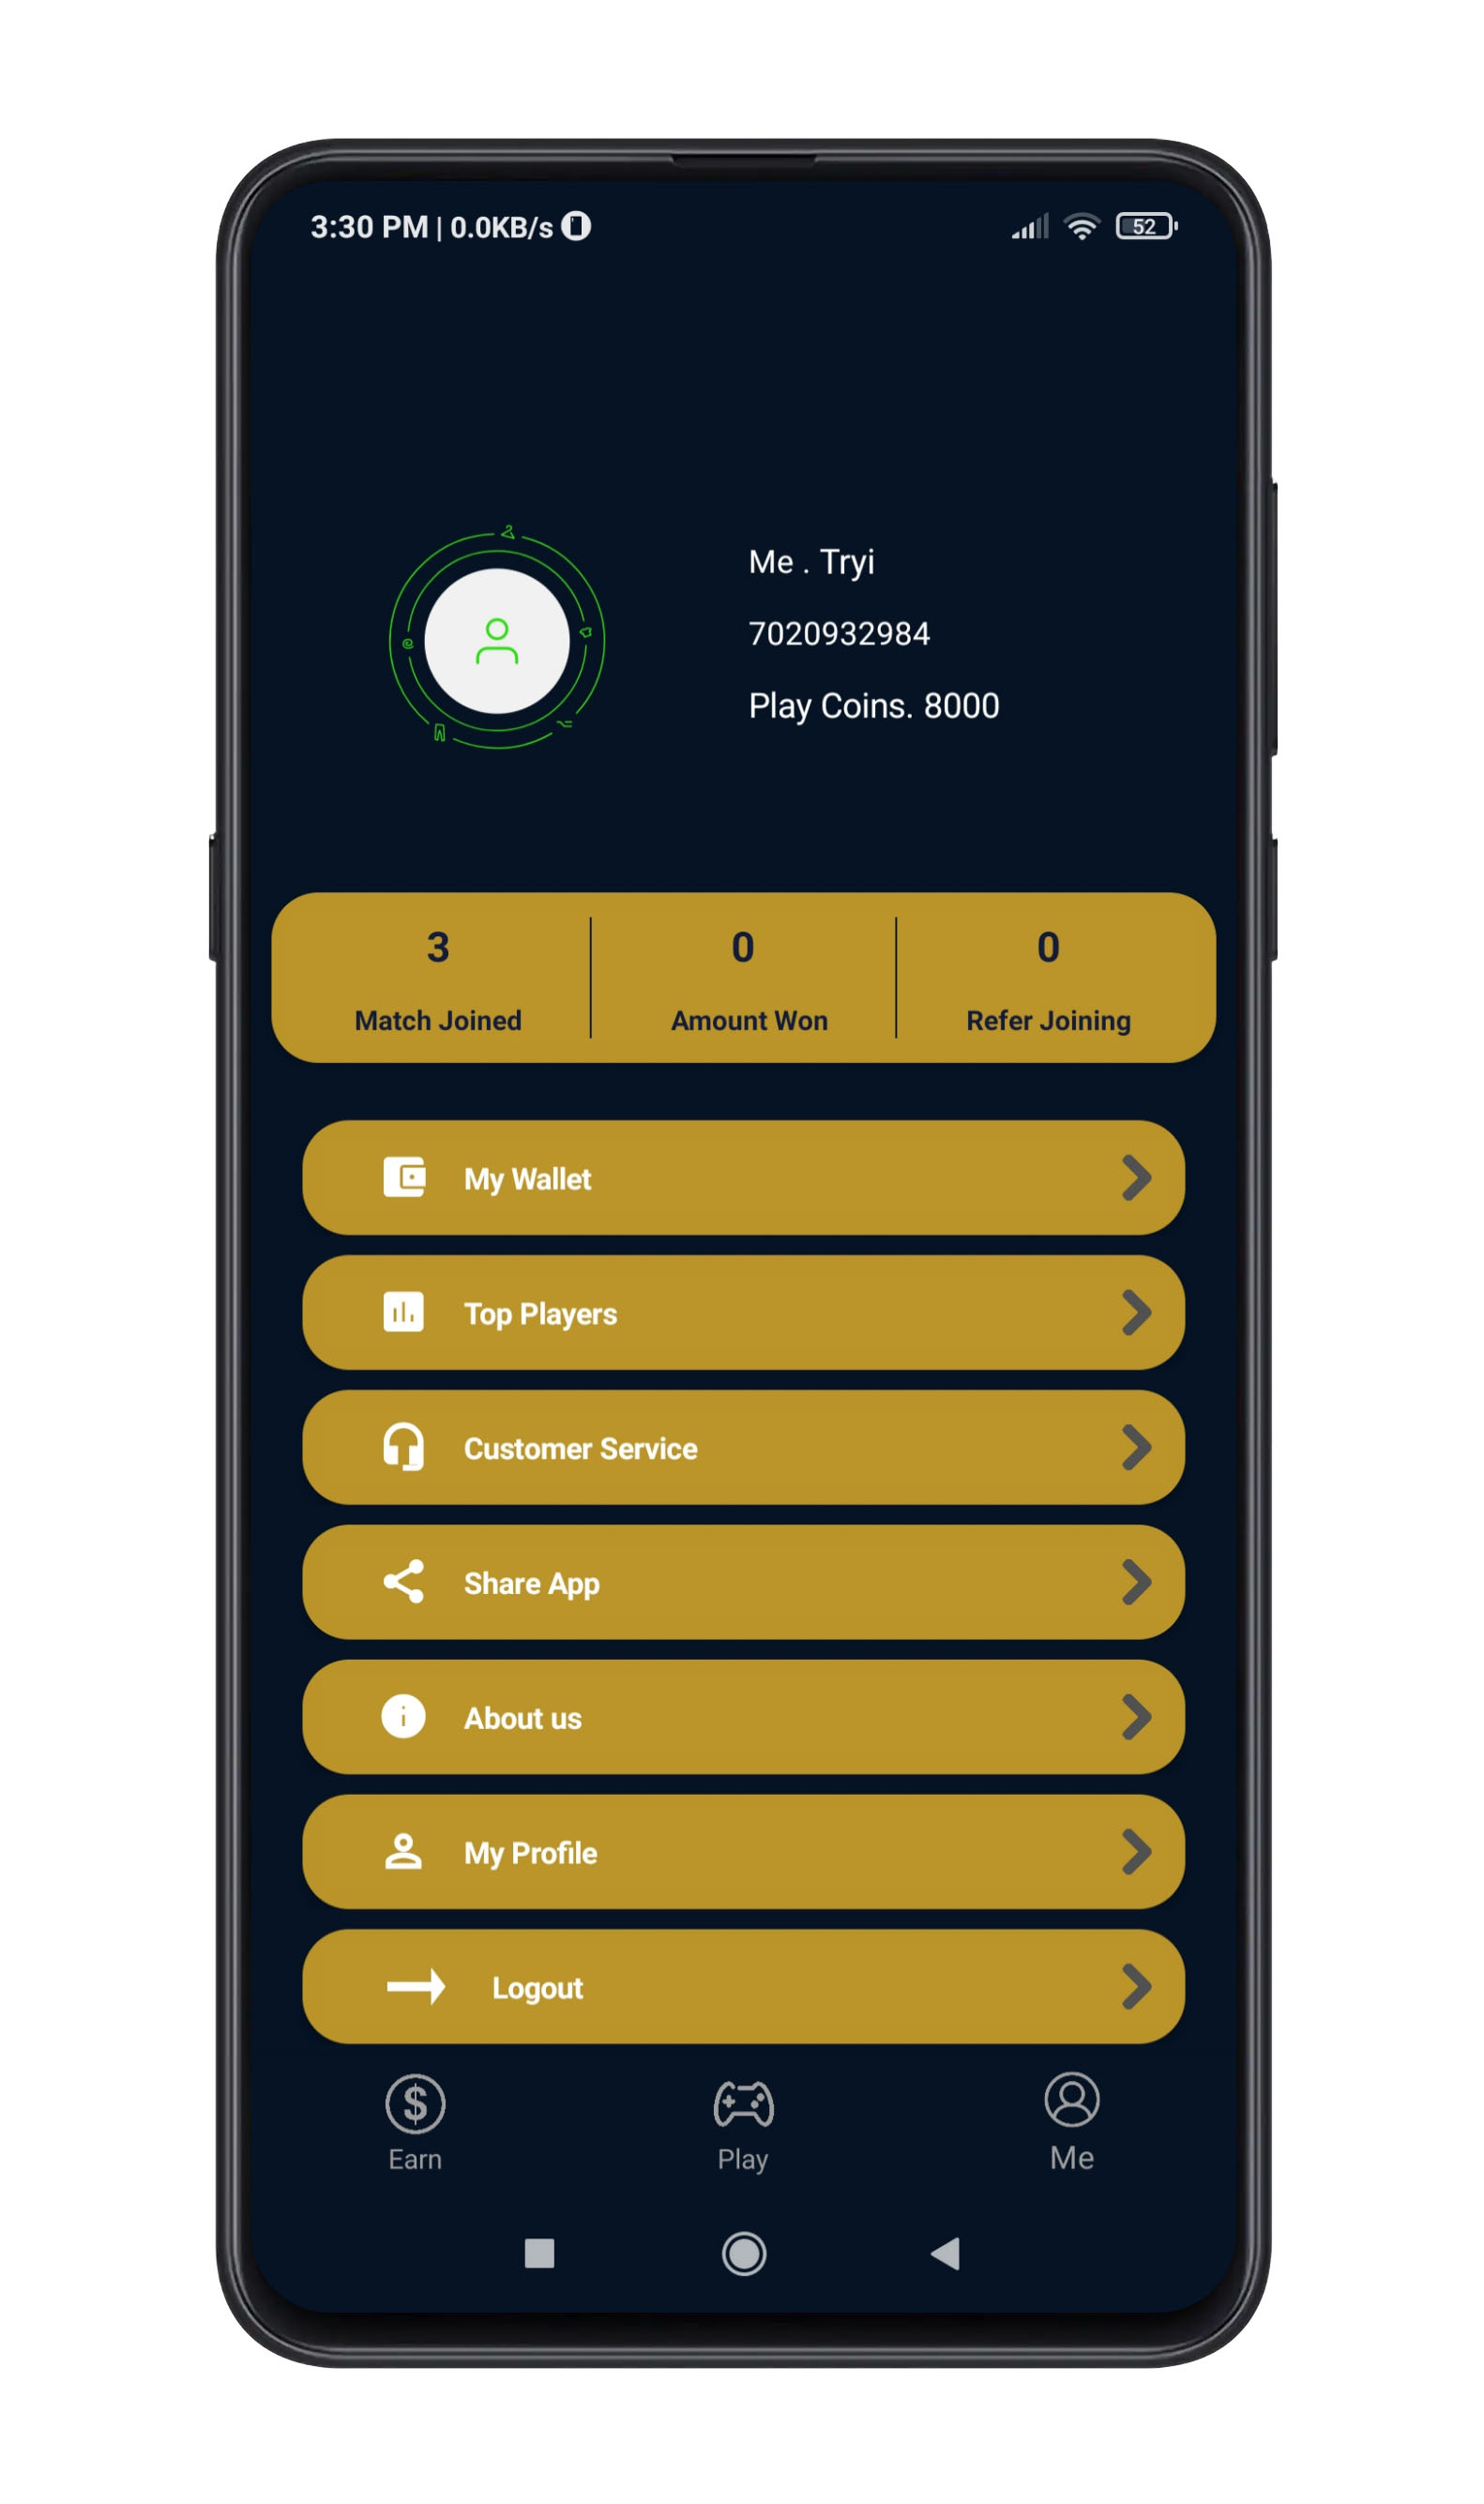 3:30 PM | 0.0KB/s
52
Me . Tryi
7020932984
Play Coins. 8000
3 0 0
Match Joined Amount Won Refer Joining
My Wallet
Top Players
Customer Service
Share App
About us
My Profile
Logout
Earn Play Me